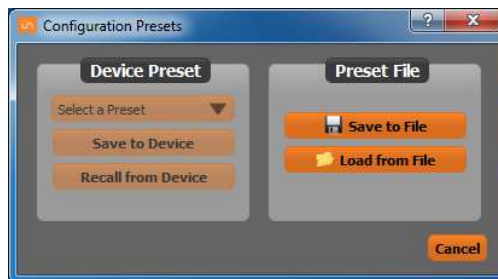 Configuration Presets
Device Preset
Select a Preset
Save to Device
Recall from Device
Preset File
Save to File
Load from File
Cancel